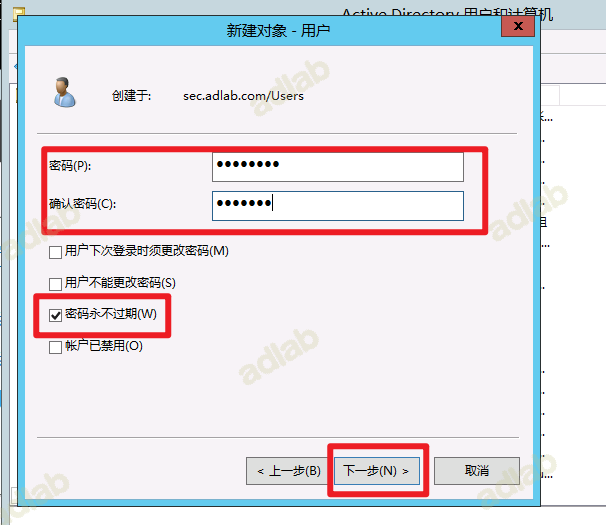 Active Directory 用户和计算机
新建对象 - 用户
x
创建于: sec.adlab.com/Users
密码(P): ●●●●●●●●
确认密码(C): ●●●●●●●
用户下次登录时须更改密码(M)
用户不能更改密码(S)
密码永不过期(W)
帐户已禁用(O)
< 上一步(B) 下一步(N) > 取消
adlab
adlab
adlab
adlab
adlab
adlab